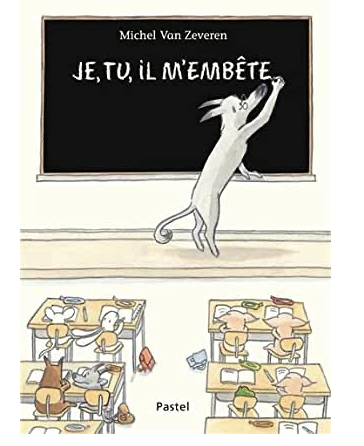 Michel Van Zeveren
JE, TU, iL M'EMBÊTE
Pastel